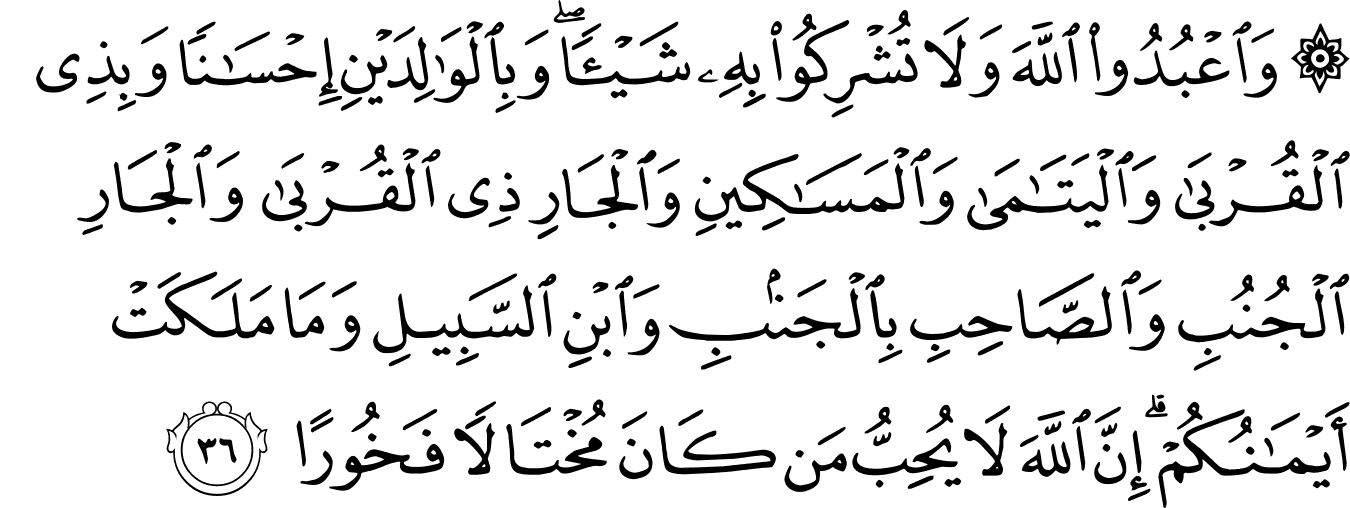 ۞ وَٱعۡبُدُواْ ٱللَّهَ وَلَا تُشۡرِكُواْ بِهِۦ شَيۡـٔٗاۖ وَبِٱلۡوَٰلِدَيۡنِ إِحۡسَٰنٗا وَبِذِي
ٱلۡقُرۡبَىٰ وَٱلۡيَتَٰمَىٰ وَٱلۡمَسَٰكِينِ وَٱلۡجَارِ ذِي ٱلۡقُرۡبَىٰ وَٱلۡجَارِ
ٱلۡجُنُبِ وَٱلصَّاحِبِ بِٱلۡجَنۢبِ وَٱبۡنِ ٱلسَّبِيلِ وَمَا مَلَكَتۡ
أَيۡمَٰنُكُمۡۗ إِنَّ ٱللَّهَ لَا يُحِبُّ مَن كَانَ مُخۡتَالٗا فَخُورًا ٣٦